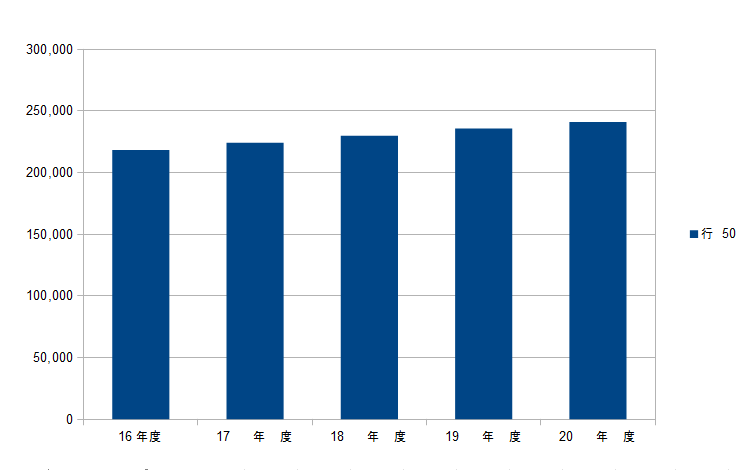 300,000
250,000
200,000
150,000
100,000
50,000
0
16 年度
17 年 度
18 年 度
19 年 度
20 年 度
行 50